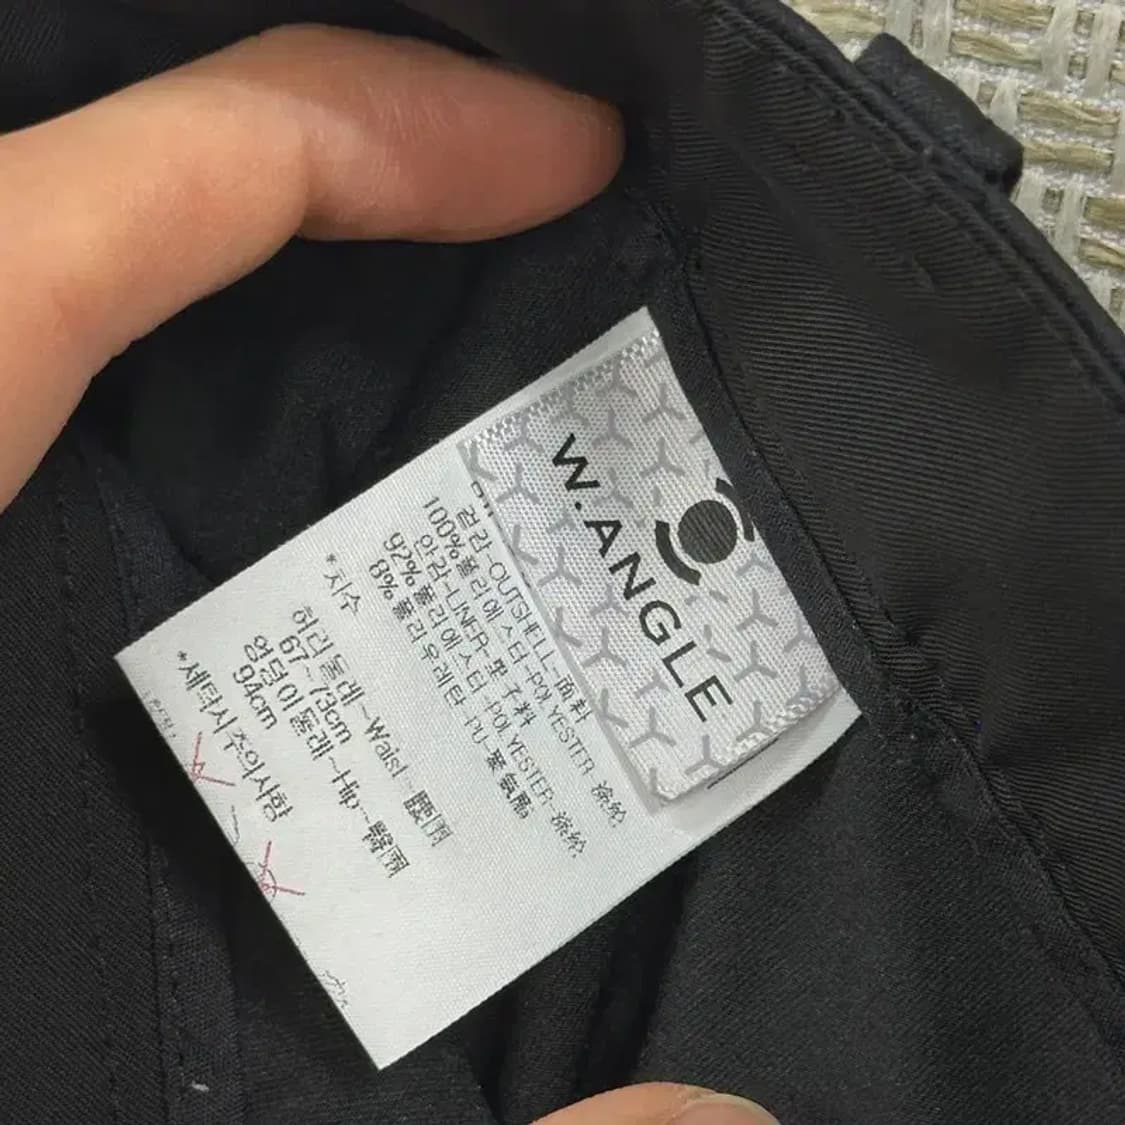 W.ANGLE
겉감-OUTSHELL-面料
100% 폴리에스터-POLYESTER-涤纶
안감-LINER-里子料
92% 폴리에스터-POLYESTER-涤纶
8% 폴리우레탄-PU-聚氨酯
*치수
허리둘레-Waist-腰围
67~73cm
엉덩이둘레-Hip-臀围
94cm
*세탁시주의사항